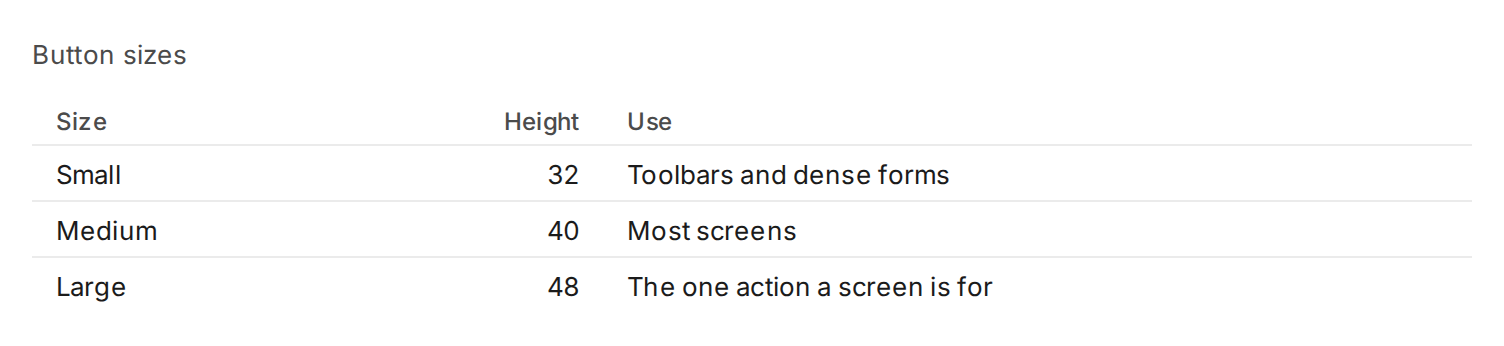 Button sizes
Size Height Use
Small 32 Toolbars and dense forms
Medium 40 Most screens
Large 48 The one action a screen is for